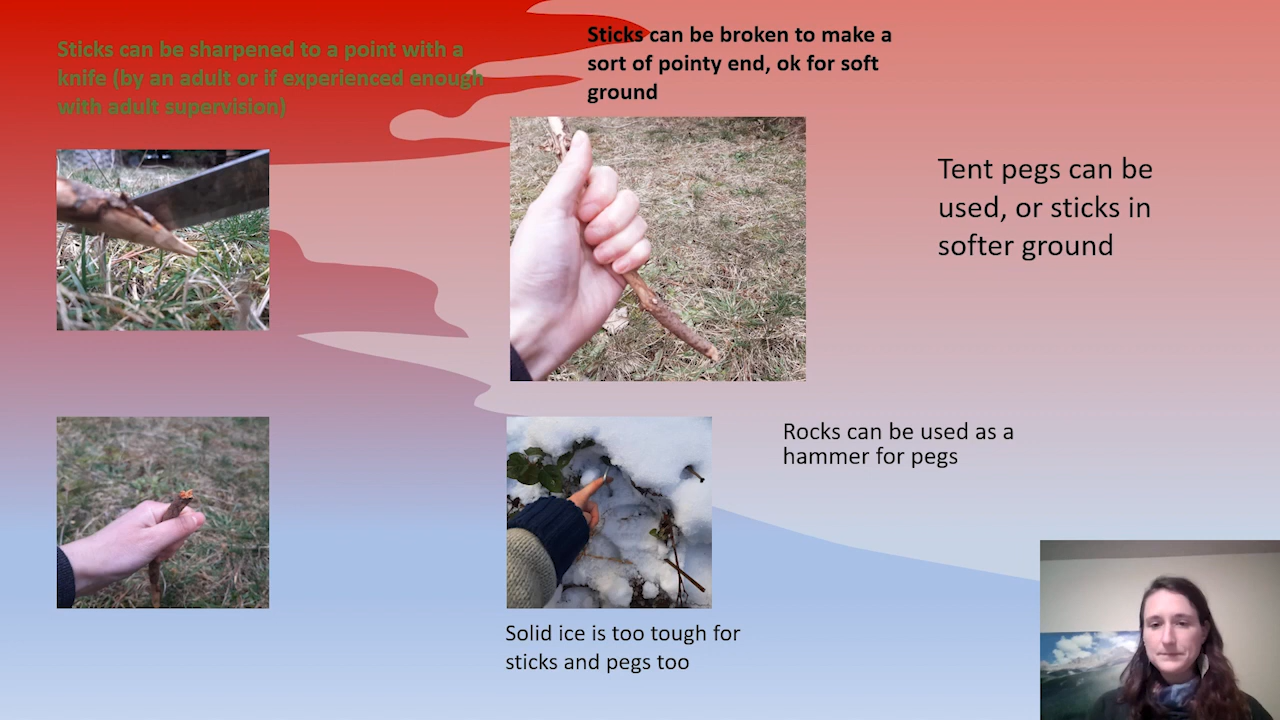 Sticks can be sharpened to a point with a
knife (by an adult or if experienced enough
with adult supervision)
Sticks can be broken to make a
sort of pointy end, ok for soft
ground
Tent pegs can be
used, or sticks in
softer ground
Rocks can be used as a
hammer for pegs
Solid ice is too tough for
sticks and pegs too